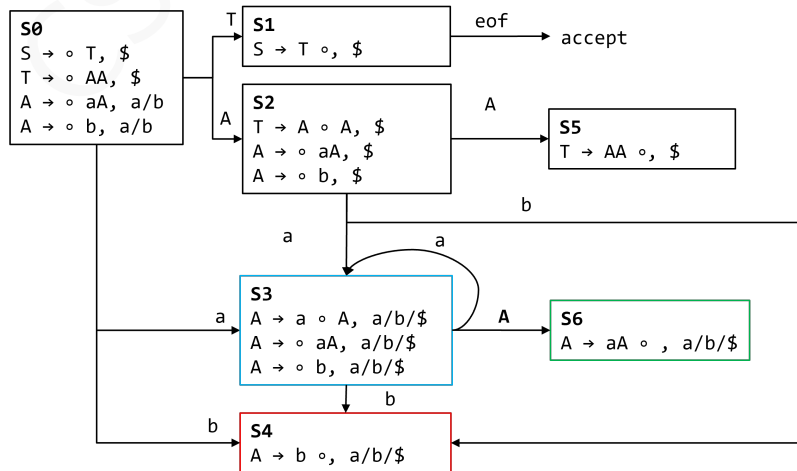 S0
S → ∘ T, $
T → ∘ AA, $
A → ∘ aA, a/b
A → ∘ b, a/b
T
S1
S → T ∘, $
eof
accept
A
S2
T → A ∘ A, $
A → ∘ aA, $
A → ∘ b, $
A
S5
T → AA ∘, $
b
a
a
a
S3
A → a ∘ A, a/b/$
A → ∘ aA, a/b/$
A → ∘ b, a/b/$
A
S6
A → aA ∘ , a/b/$
b
b
S4
A → b ∘, a/b/$